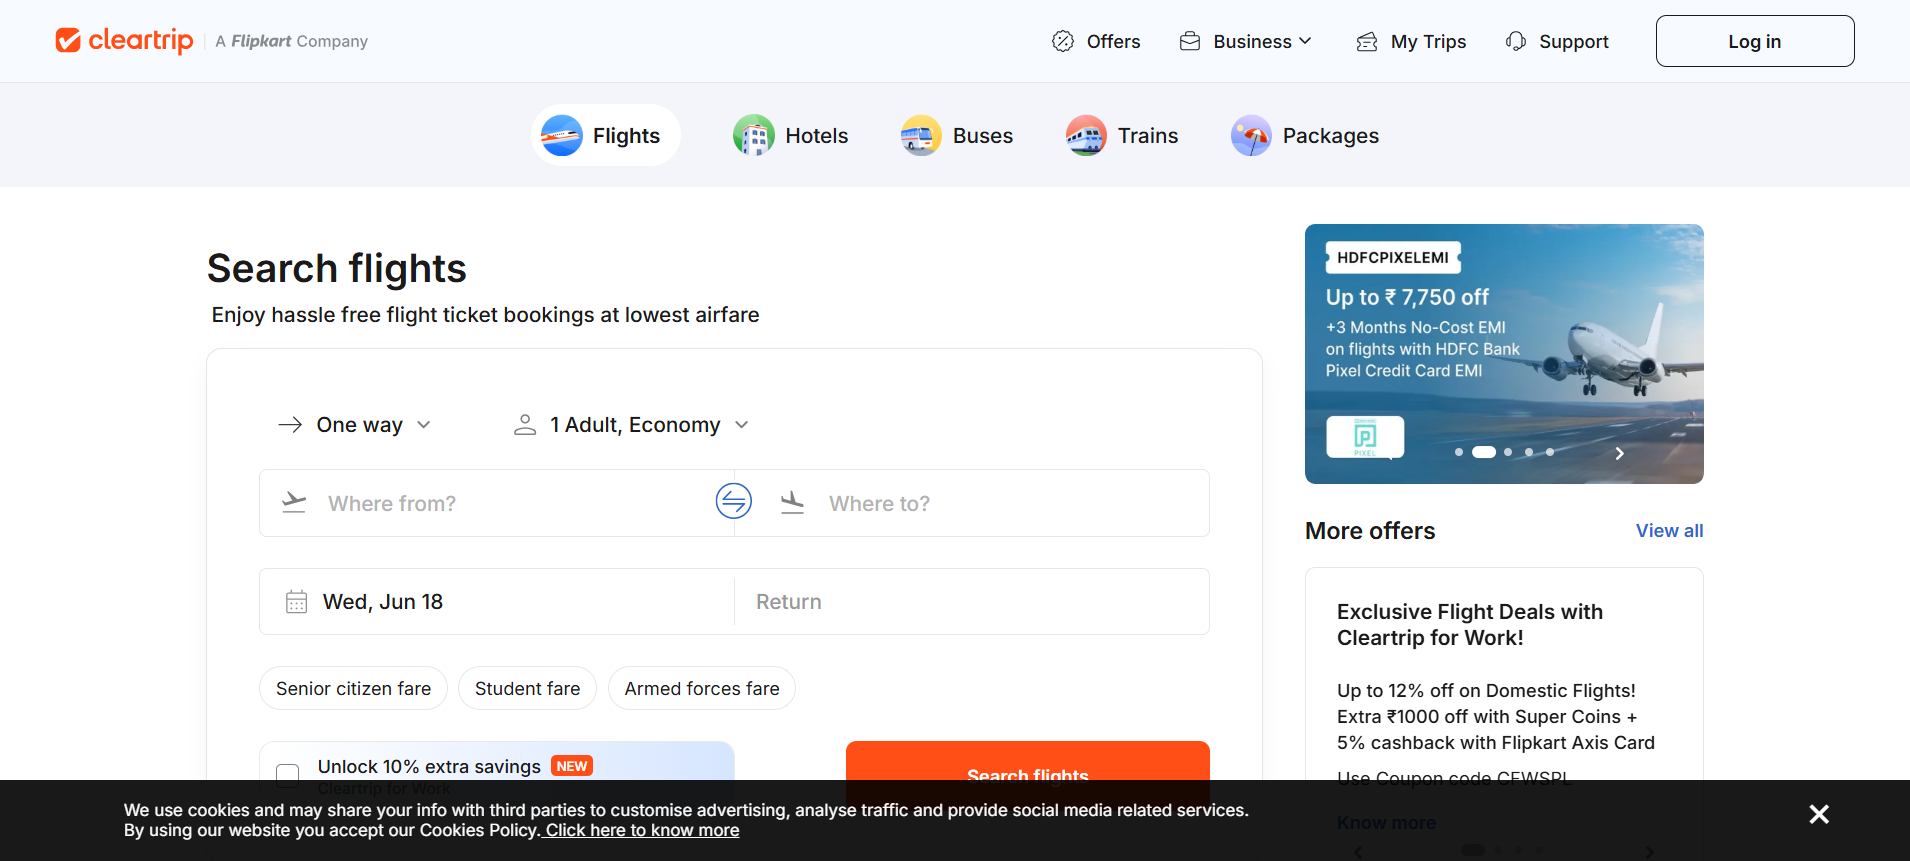 cleartrip
A Flipkart Company
Offers
Business
My Trips
Support
Log in
Flights
Hotels
Buses
Trains
Packages
Search flights
Enjoy hassle free flight ticket bookings at lowest airfare
One way
1 Adult, Economy
Where from?
Where to?
Wed, Jun 18
Return
Senior citizen fare
Student fare
Armed forces fare
Unlock 10% extra savings NEW
Cleartrip for Work
Search flights
HDFCPIXELEMI
Up to ₹ 7,750 off
+3 Months No-Cost EMI
on flights with HDFC Bank
Pixel Credit Card EMI
PIXEL
More offers
View all
Exclusive Flight Deals with
Cleartrip for Work!
Up to 12% off on Domestic Flights!
Extra ₹1000 off with Super Coins +
5% cashback with Flipkart Axis Card
Use Coupon code CFWSPL
Know more
We use cookies and may share your info with third parties to customise advertising, analyse traffic and provide social media related services.
By using our website you accept our Cookies Policy. Click here to know more